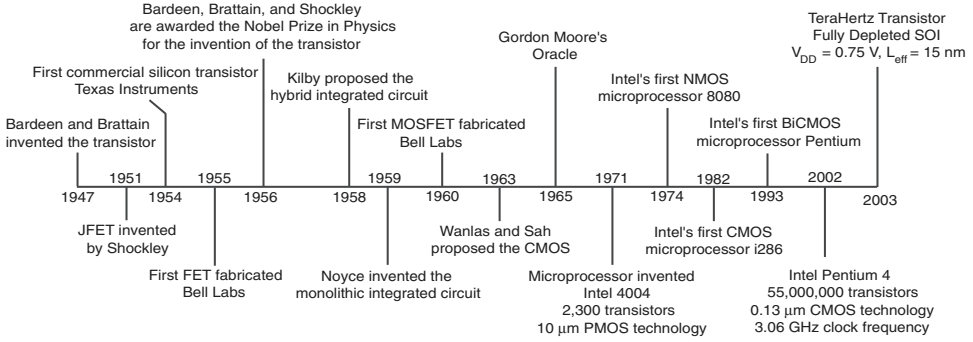 Bardeen, Brattain, and Shockley
are awarded the Nobel Prize in Physics
for the invention of the transistor
TeraHertz Transistor
Fully Depleted SOI
V_DD = 0.75 V, L_eff = 15 nm
Gordon Moore's
Oracle
First commercial silicon transistor
Texas Instruments
Kilby proposed the
hybrid integrated circuit
Intel's first NMOS
microprocessor 8080
Bardeen and Brattain
invented the transistor
First MOSFET fabricated
Bell Labs
Intel's first BiCMOS
microprocessor Pentium
1951
1955
1959
1963
1971
1982
2002
1947
1954
1956
1958
1960
1965
1974
1993
2003
JFET invented
by Shockley
Wanlas and Sah
proposed the CMOS
Intel's first CMOS
microprocessor i286
First FET fabricated
Bell Labs
Noyce invented the
monolithic integrated circuit
Microprocessor invented
Intel 4004
2,300 transistors
10 μm PMOS technology
Intel Pentium 4
55,000,000 transistors
0.13 μm CMOS technology
3.06 GHz clock frequency